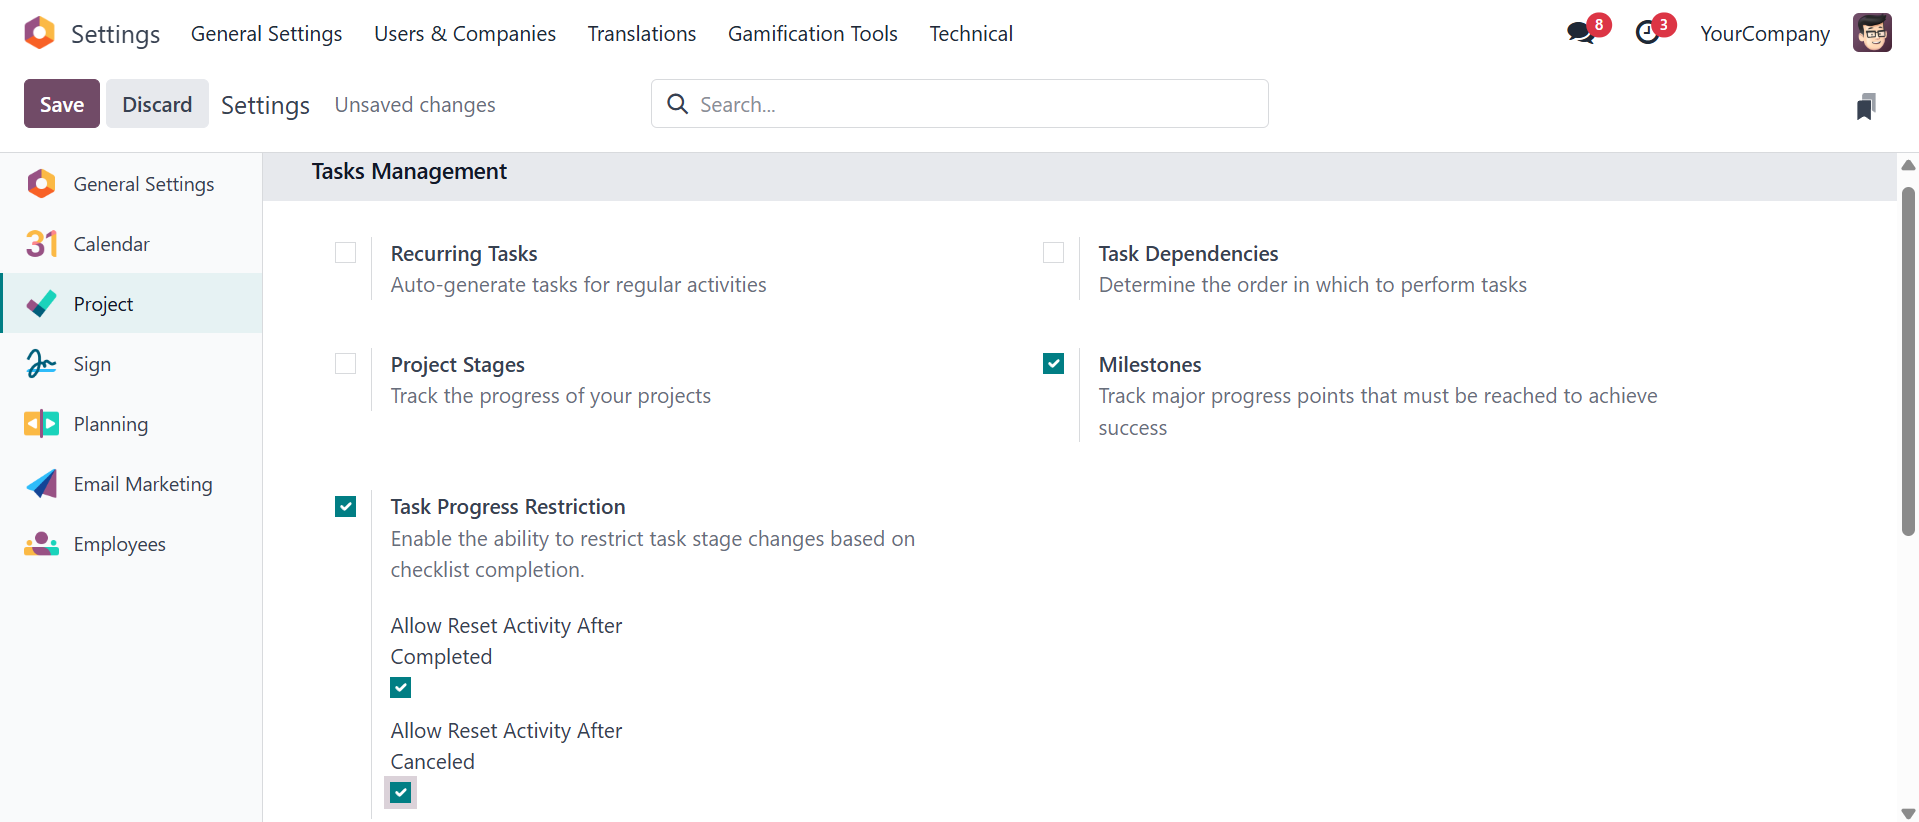 Settings General Settings Users & Companies Translations Gamification Tools Technical 8 3 YourCompany
Save Discard Settings Unsaved changes Search...
General Settings
31 Calendar
Project
Sign
Planning
Email Marketing
Employees
Tasks Management
Recurring Tasks
Auto-generate tasks for regular activities
Task Dependencies
Determine the order in which to perform tasks
Project Stages
Track the progress of your projects
Milestones
Track major progress points that must be reached to achieve
success
Task Progress Restriction
Enable the ability to restrict task stage changes based on
checklist completion.
Allow Reset Activity After
Completed
Allow Reset Activity After
Canceled